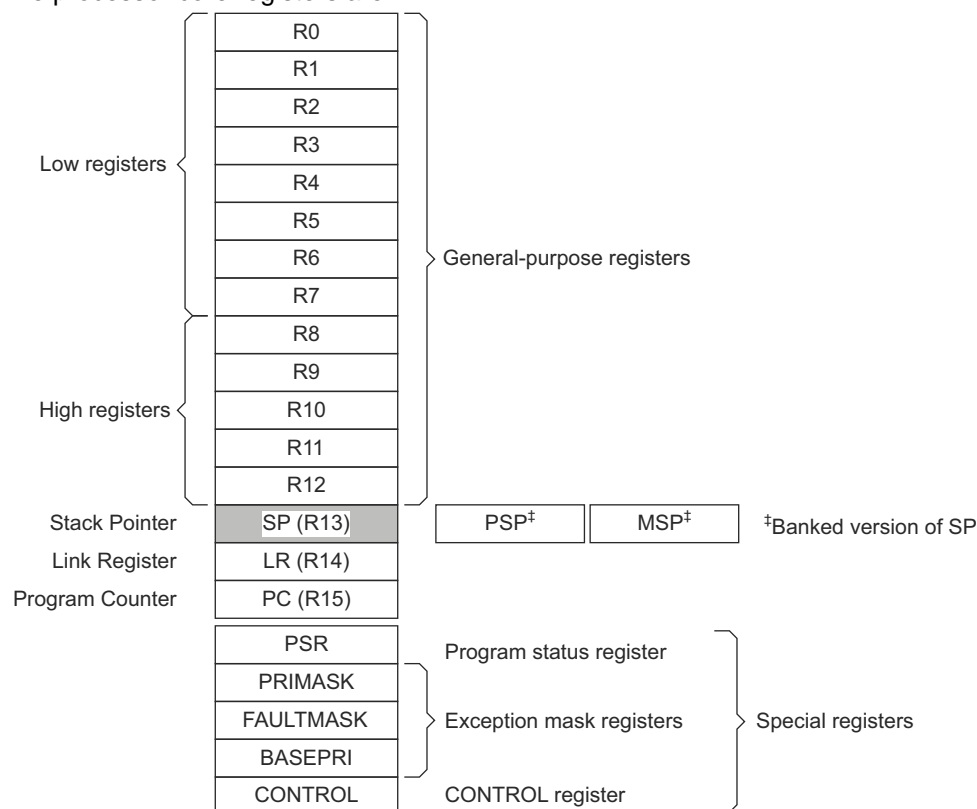 R0
R1
R2
R3
Low registers
R4
R5
R6
General-purpose registers
R7
R8
R9
High registers
R10
R11
R12
Stack Pointer SP (R13) PSP‡ MSP‡ ‡Banked version of SP
Link Register LR (R14)
Program Counter PC (R15)
PSR Program status register
PRIMASK
FAULTMASK Exception mask registers Special registers
BASEPRI
CONTROL CONTROL register